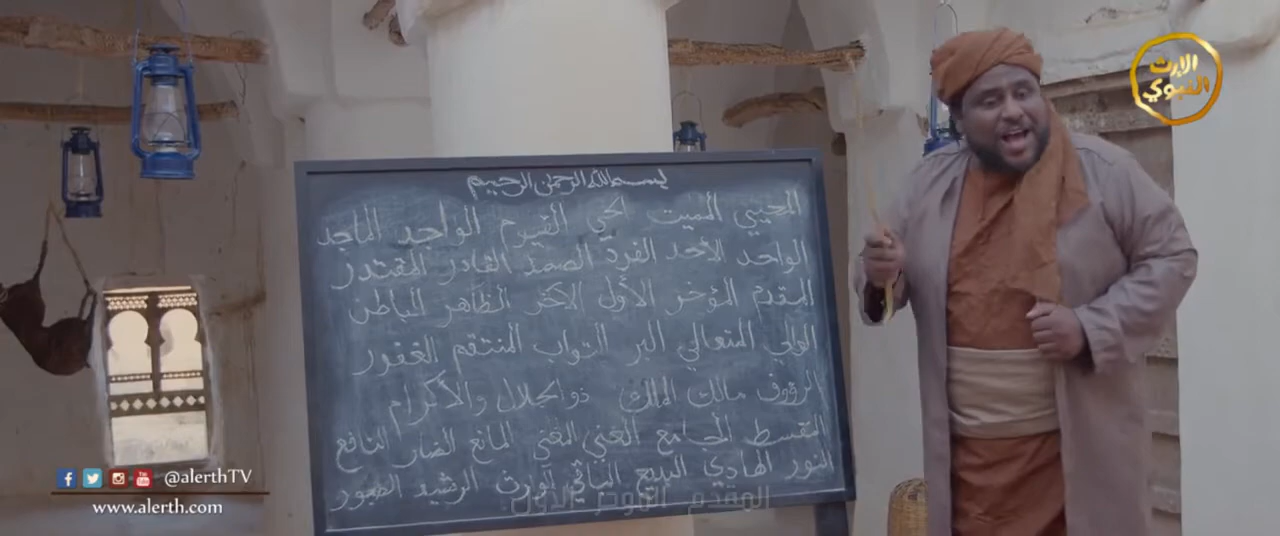 الإرث
النبوي
بسم الله الرحمن الرحيم
المحيي المميت الحي القيوم الواجد الماجد
الواحد الأحد الفرد الصمد القادر المقتدر
المقدم المؤخر الأول الآخر الظاهر الباطن
الوالي المتعالي البر التواب المنتقم الغفور
الرؤوف مالك الملك ذو الجلال والأكرام
المقسط الجامع الغني المغني المانع الضار النافع
النور الهادي البديع الباقي الوارث الرشيد الصبور
المقدم المؤخر الأول
@alerthTV
www.alerth.com